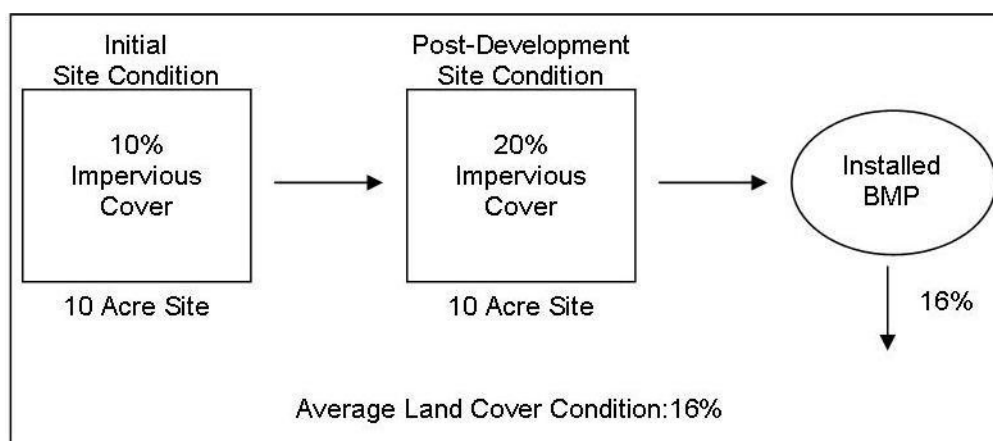 Initial
Site Condition
10%
Impervious
Cover
10 Acre Site
Post-Development
Site Condition
20%
Impervious
Cover
10 Acre Site
Installed
BMP
16%
Average Land Cover Condition:16%